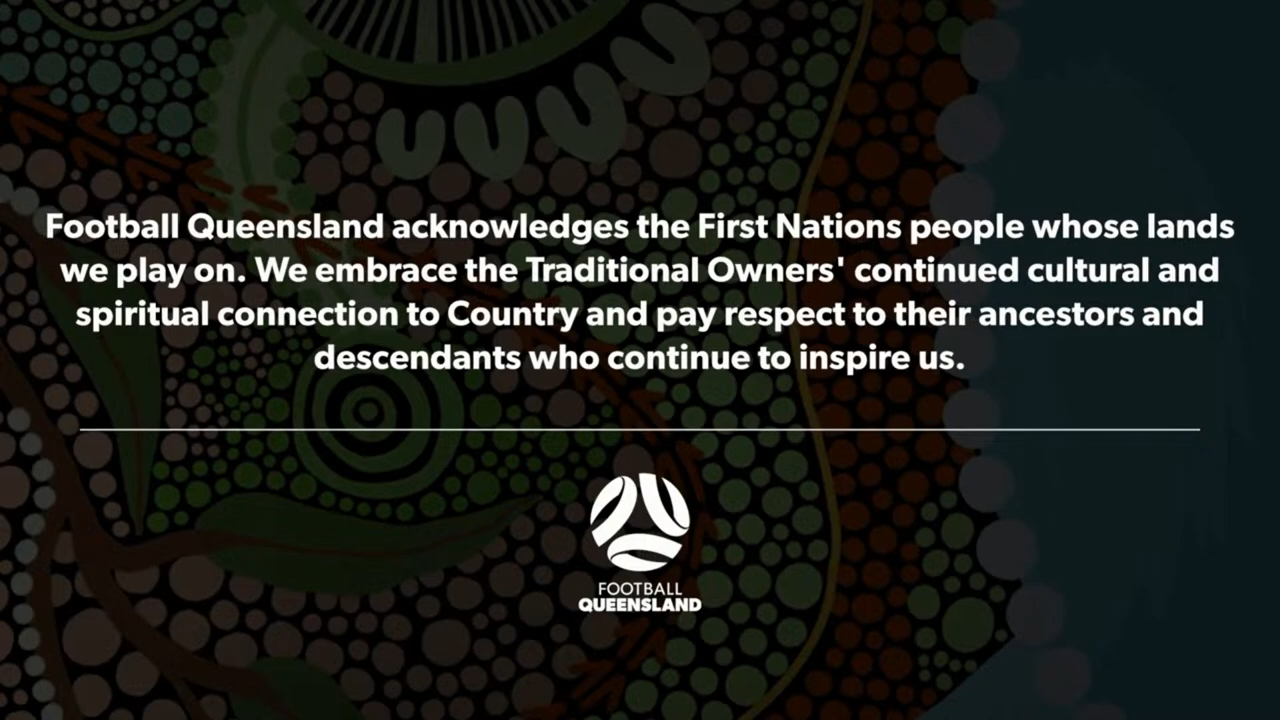 Football Queensland acknowledges the First Nations people whose lands
we play on. We embrace the Traditional Owners' continued cultural and
spiritual connection to Country and pay respect to their ancestors and
descendants who continue to inspire us.
FOOTBALL
QUEENSLAND